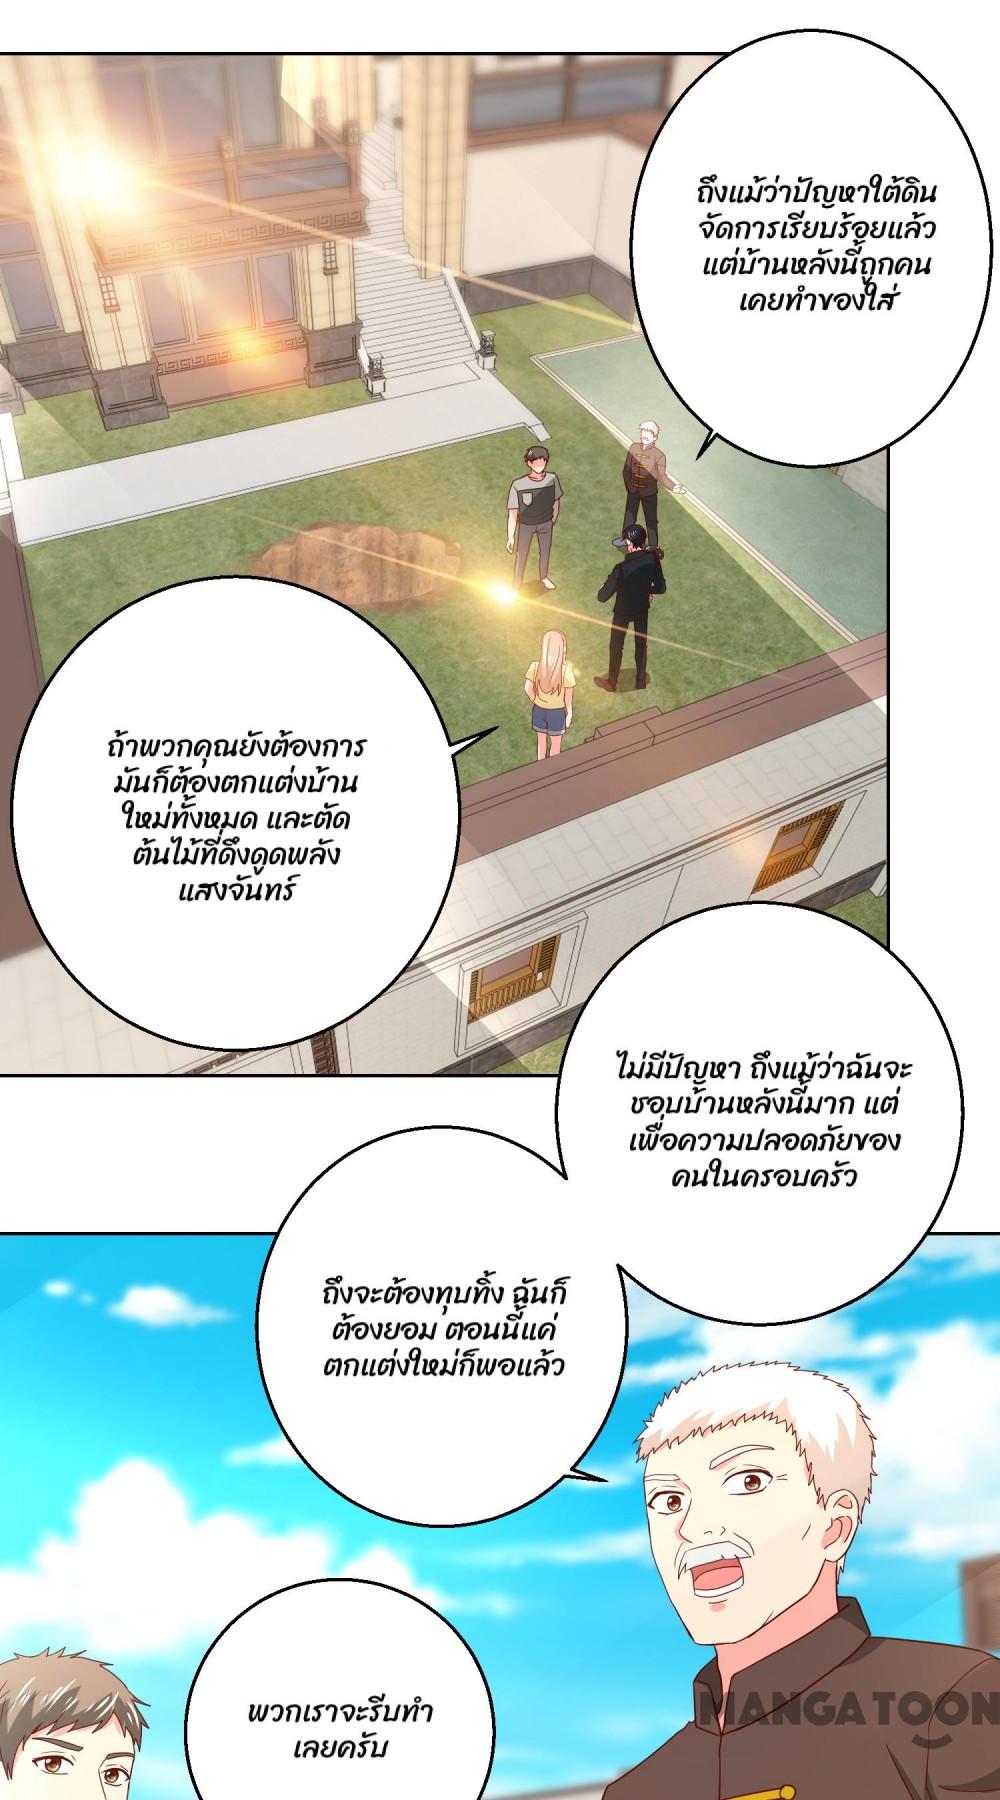 ถึงแม้ว่าปัญหาใต้ดิน
จัดการเรียบร้อยแล้ว
แต่บ้านหลังนี้ถูกคน
เคยทำของใส่
ถ้าพวกคุณยังต้องการ
มันก็ต้องตกแต่งบ้าน
ใหม่ทั้งหมด และตัด
ต้นไม้ที่ดึงดูดพลัง
แสงจันทร์
ไม่มีปัญหา ถึงแม้ว่าฉันจะ
ชอบบ้านหลังนี้มาก แต่
เพื่อความปลอดภัยของ
คนในครอบครัว
ถึงจะต้องทุบทิ้ง ฉันก็
ต้องยอม ตอนนี้แค่
ตกแต่งใหม่ก็พอแล้ว
พวกเราจะรีบทำ
เลยครับ
MANGATOON